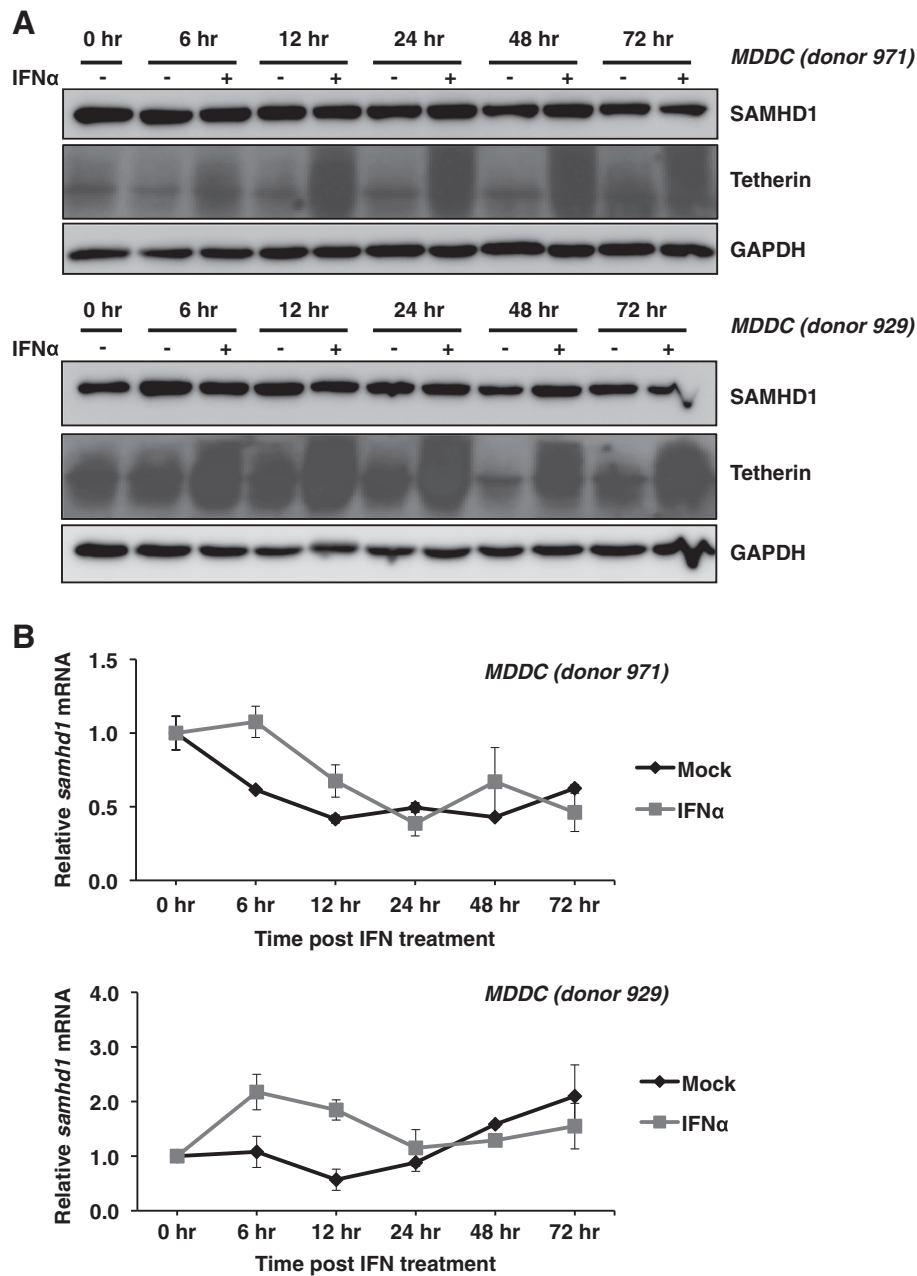 A
0 hr 6 hr 12 hr 24 hr 48 hr 72 hr
MDDC (donor 971)
IFNα - - + - + - + - + - +
SAMHD1
Tetherin
GAPDH
0 hr 6 hr 12 hr 24 hr 48 hr 72 hr
MDDC (donor 929)
IFNα - - + - + - + - + - +
SAMHD1
Tetherin
GAPDH
B
Relative samhd1 mRNA
1.5
1.0
0.5
0.0
MDDC (donor 971)
Mock
IFNα
0 hr 6 hr 12 hr 24 hr 48 hr 72 hr
Time post IFN treatment
Relative samhd1 mRNA
4.0
3.0
2.0
1.0
0.0
MDDC (donor 929)
Mock
IFNα
0 hr 6 hr 12 hr 24 hr 48 hr 72 hr
Time post IFN treatment